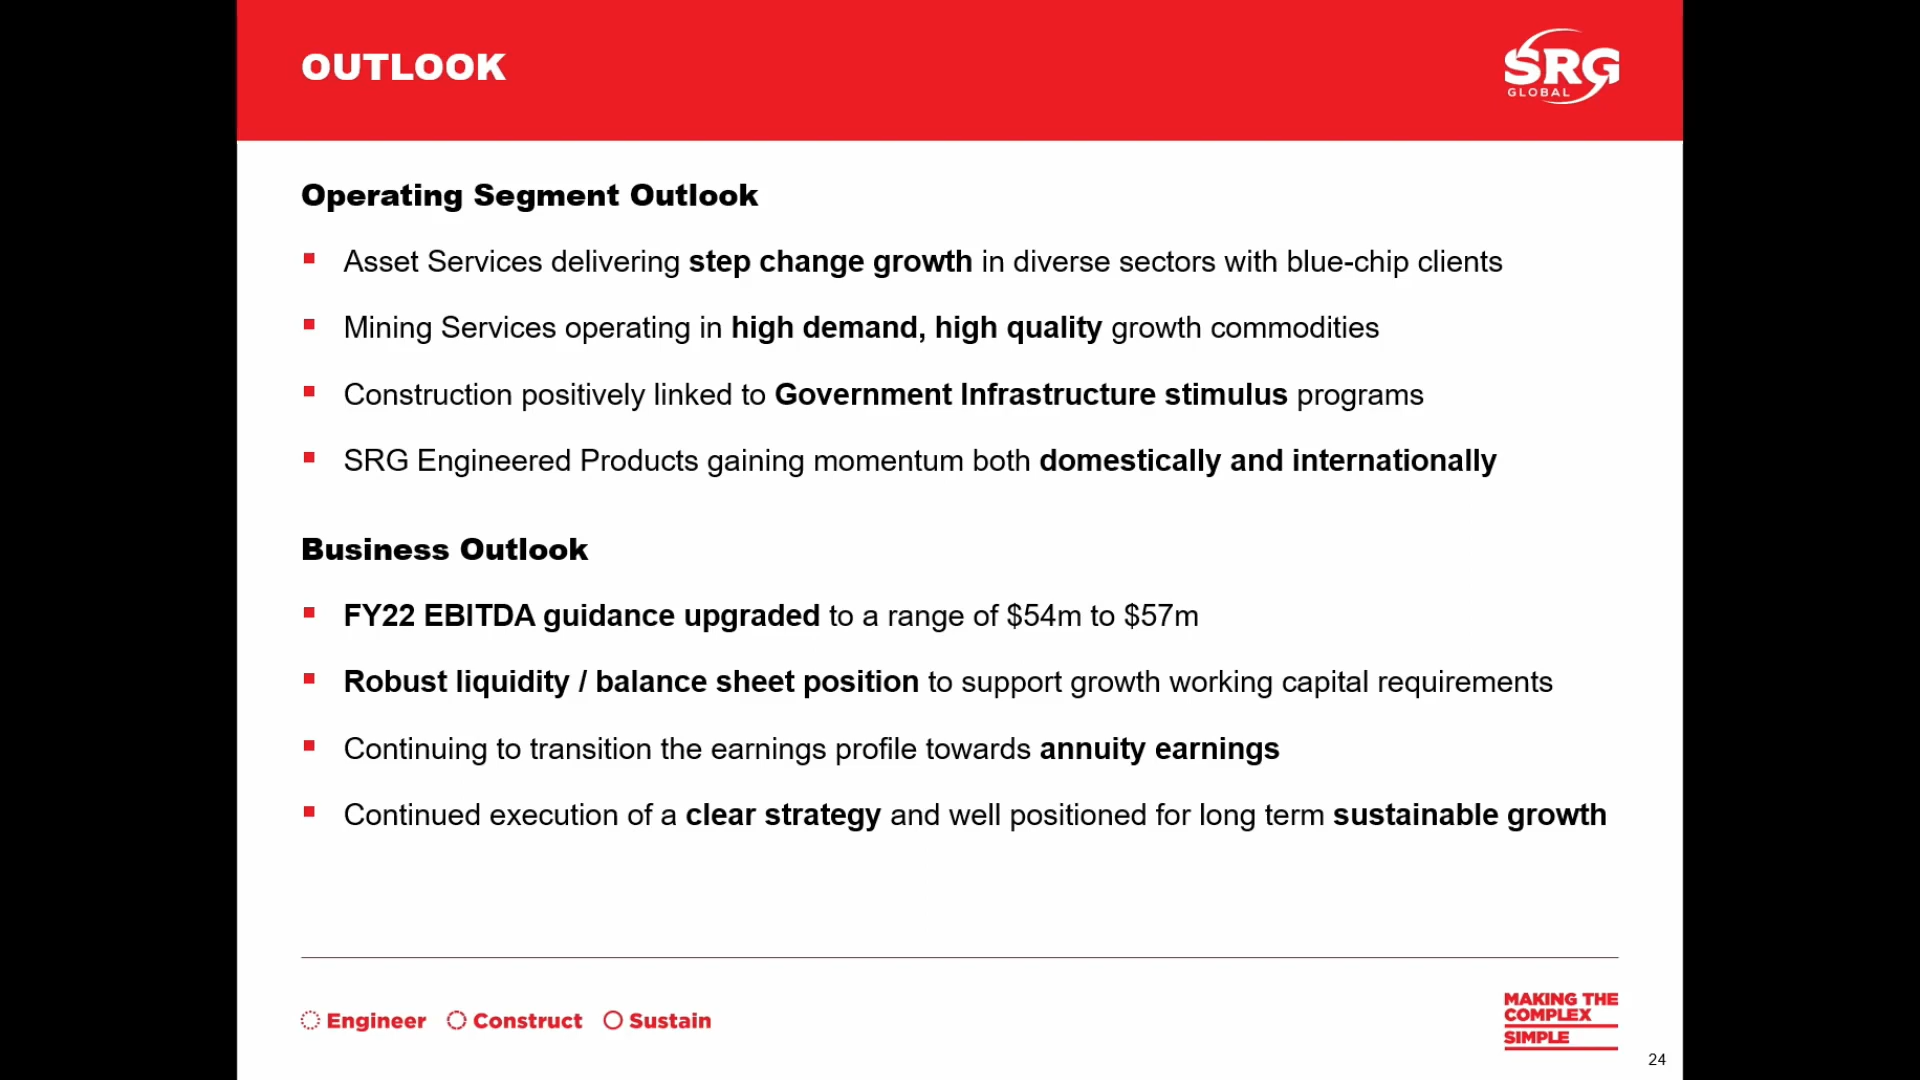 OUTLOOK
SRG
GLOBAL
Operating Segment Outlook
Asset Services delivering step change growth in diverse sectors with blue-chip clients
Mining Services operating in high demand, high quality growth commodities
Construction positively linked to Government Infrastructure stimulus programs
SRG Engineered Products gaining momentum both domestically and internationally
Business Outlook
FY22 EBITDA guidance upgraded to a range of $54m to $57m
Robust liquidity / balance sheet position to support growth working capital requirements
Continuing to transition the earnings profile towards annuity earnings
Continued execution of a clear strategy and well positioned for long term sustainable growth
Engineer Construct Sustain
MAKING THE
COMPLEX
SIMPLE
24